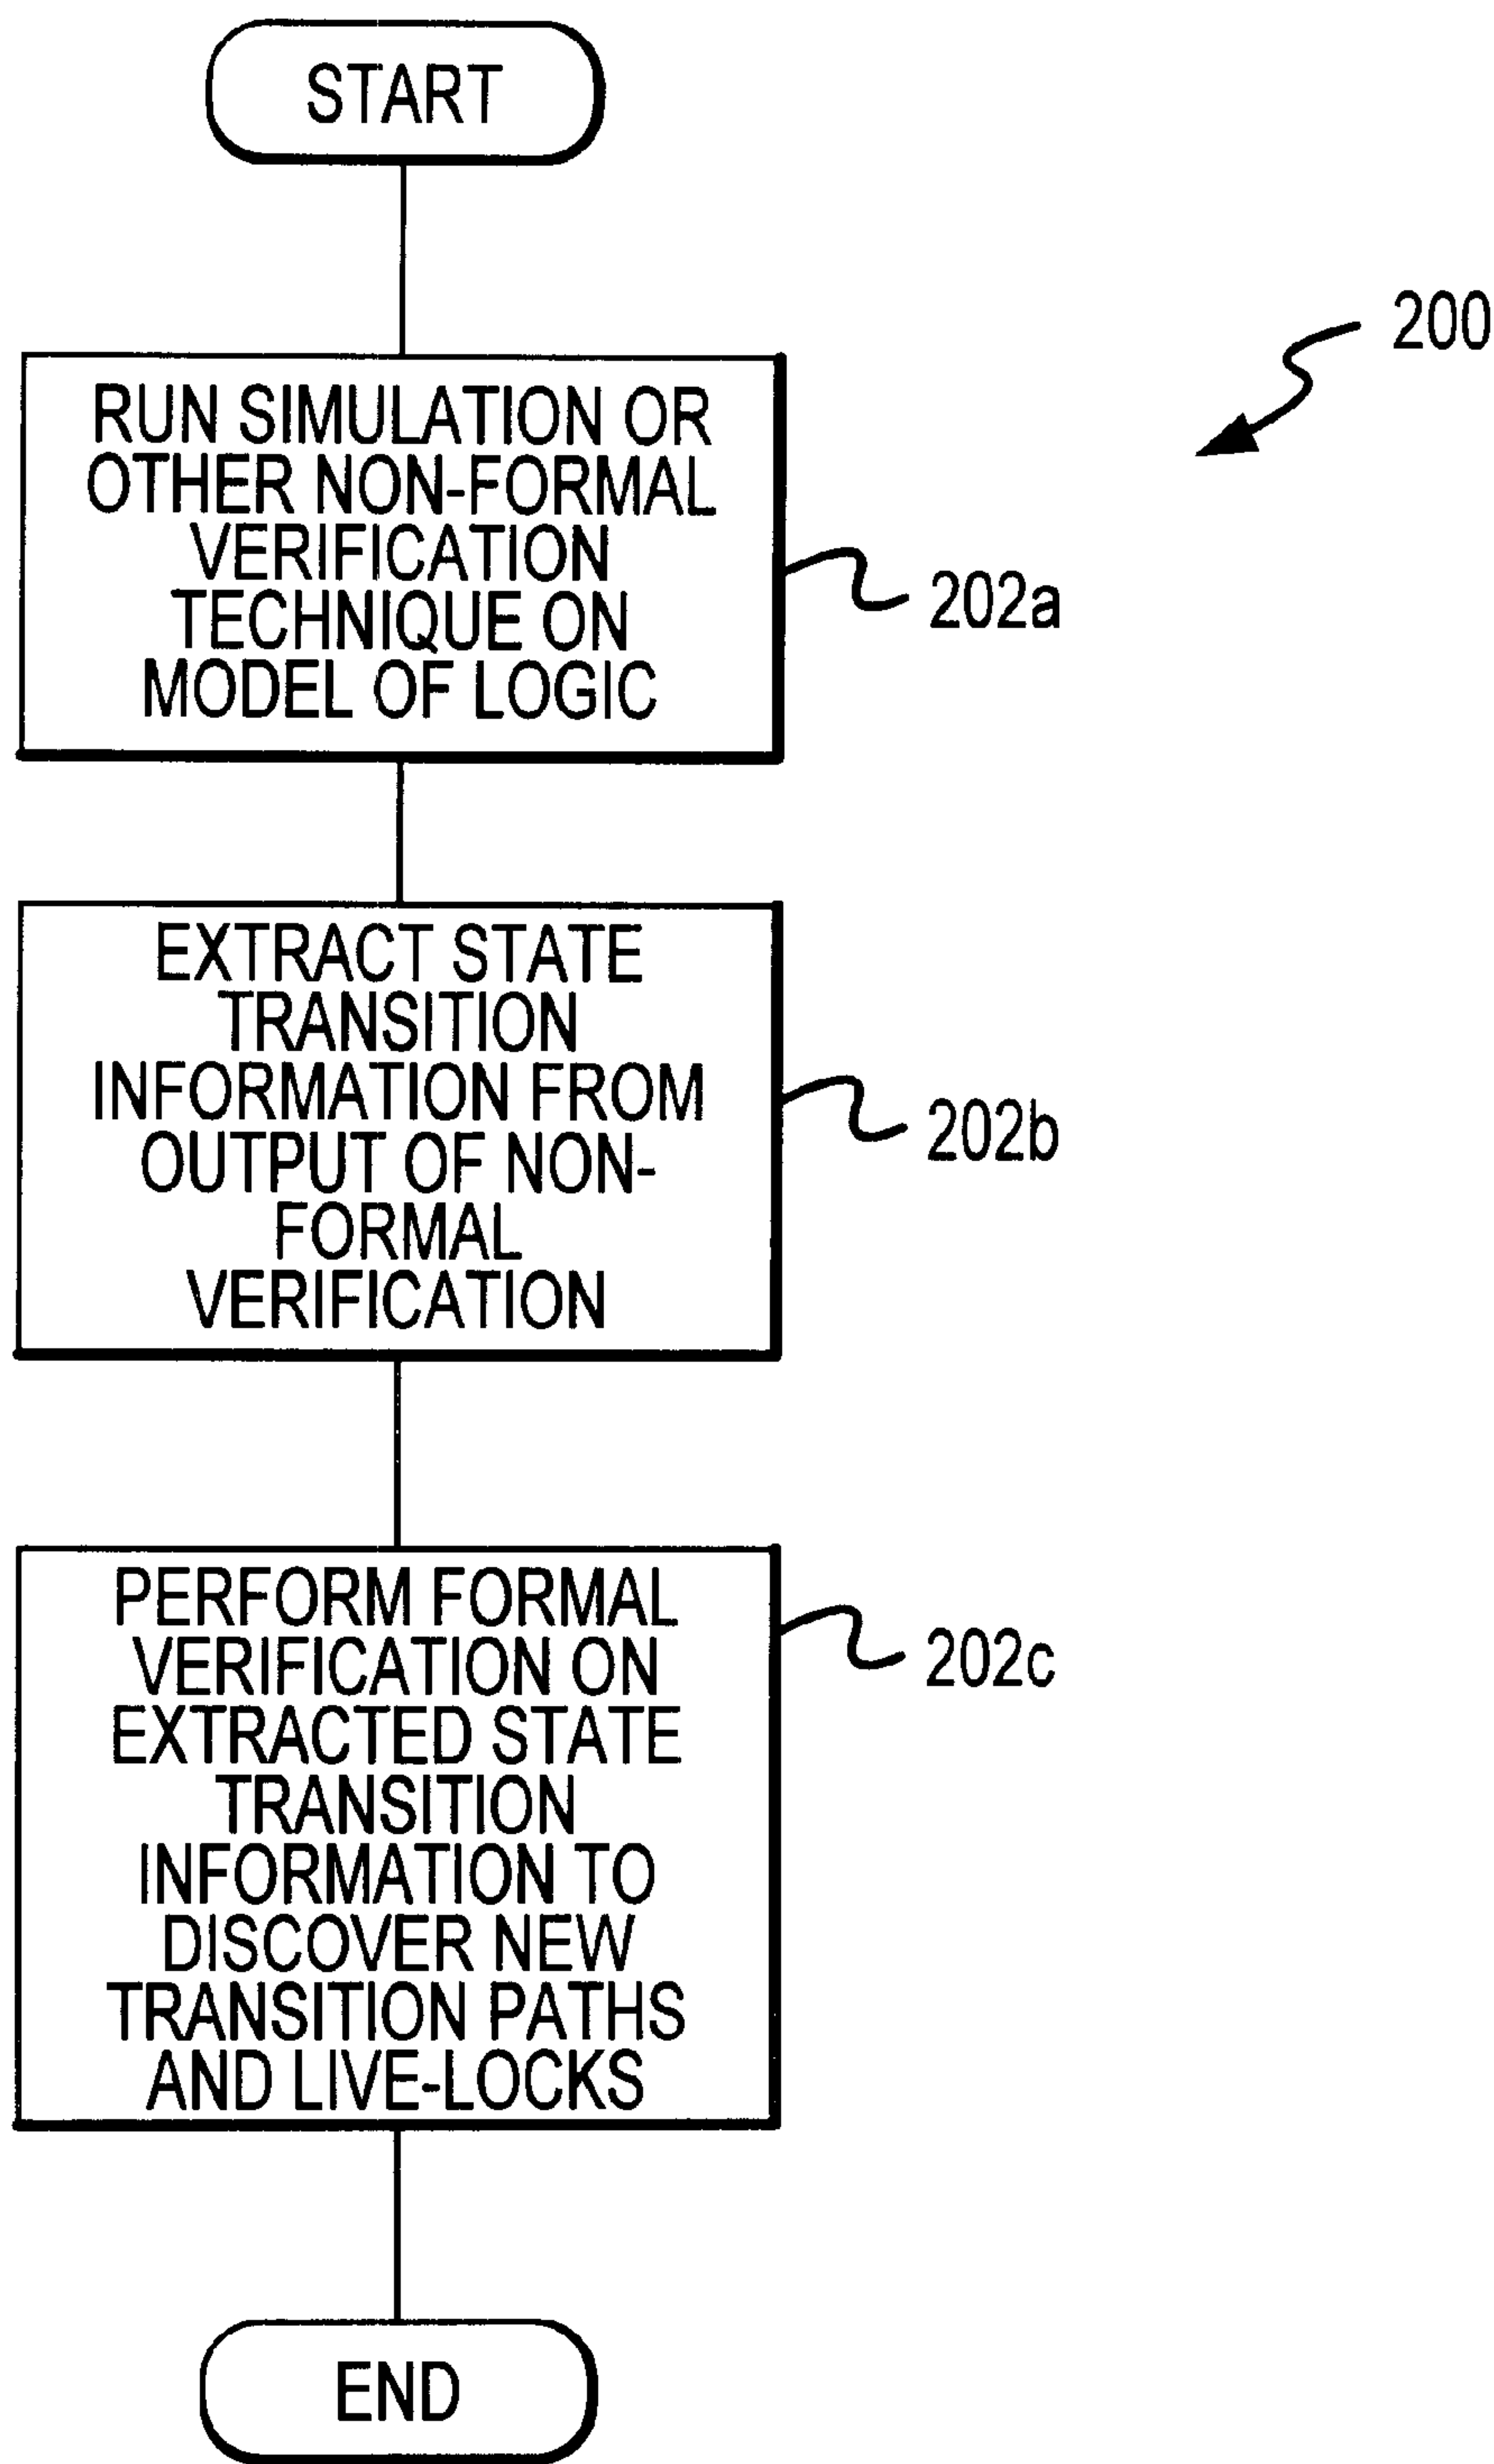 START
200
RUN SIMULATION OR
OTHER NON-FORMAL
VERIFICATION
TECHNIQUE ON
MODEL OF LOGIC
202a
EXTRACT STATE
TRANSITION
INFORMATION FROM
OUTPUT OF NON-
FORMAL
VERIFICATION
202b
PERFORM FORMAL
VERIFICATION ON
EXTRACTED STATE
TRANSITION
INFORMATION TO
DISCOVER NEW
TRANSITION PATHS
AND LIVE-LOCKS
202c
END